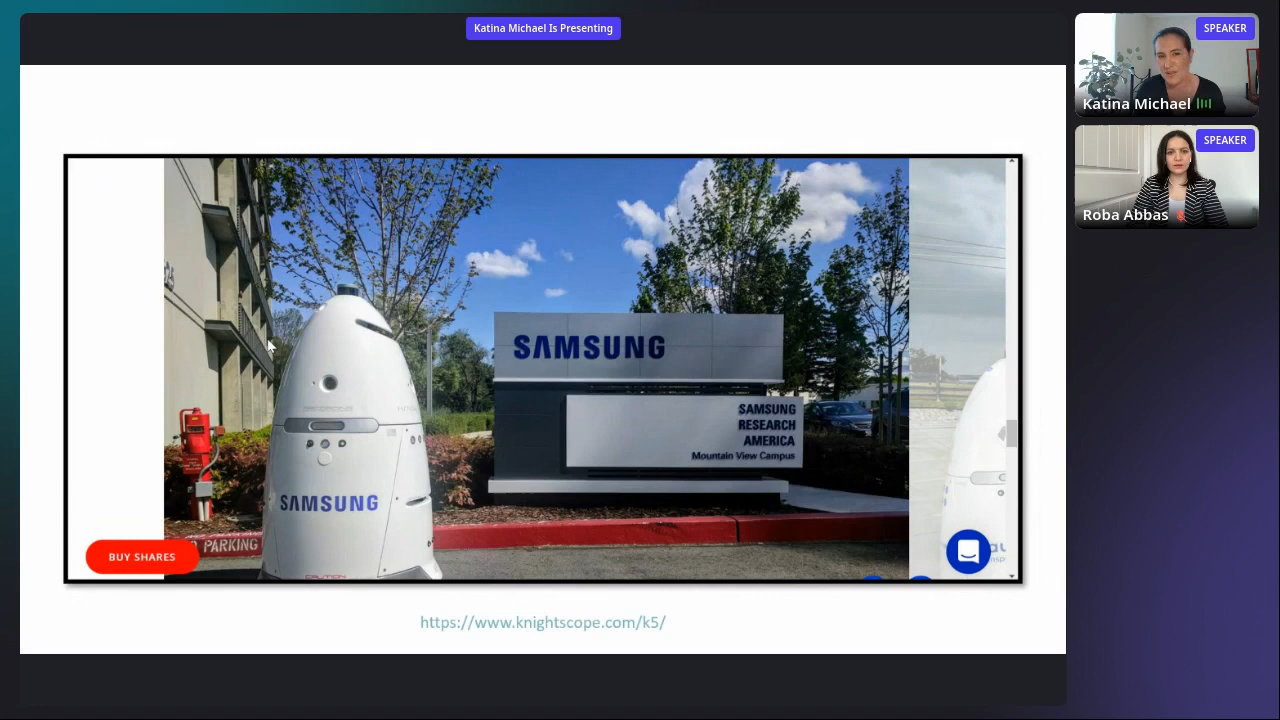 Katina Michael Is Presenting
SPEAKER
Katina Michael
SPEAKER
Roba Abbas
SAMSUNG
SAMSUNG
RESEARCH
AMERICA
Mountain View Campus
SAMSUNG
PARKING
CAUTION
BUY SHARES
https://www.knightscope.com/k5/